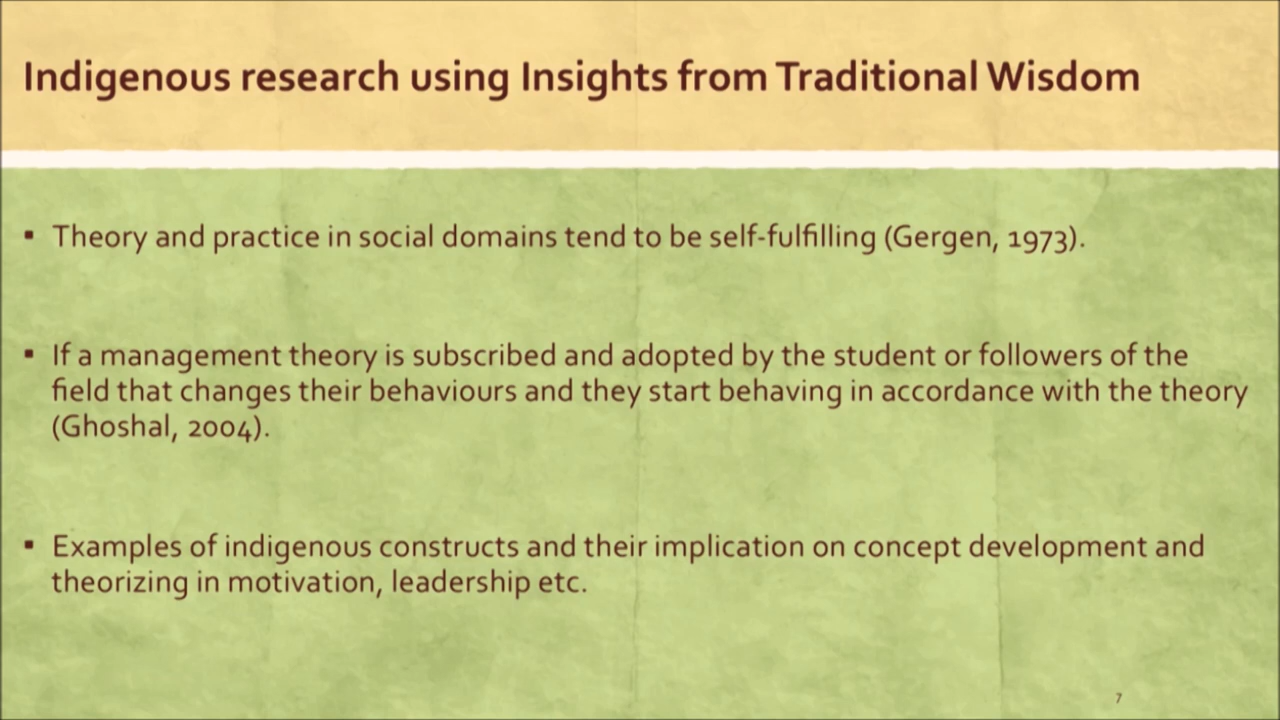 Indigenous research using Insights from Traditional Wisdom
▪ Theory and practice in social domains tend to be self-fulfilling (Gergen, 1973).
▪ If a management theory is subscribed and adopted by the student or followers of the
field that changes their behaviours and they start behaving in accordance with the theory
(Ghoshal, 2004).
▪ Examples of indigenous constructs and their implication on concept development and
theorizing in motivation, leadership etc.
7